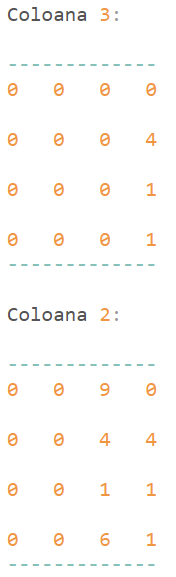 Coloana 3:
-------------
0   0   0   0
0   0   0   4
0   0   0   1
0   0   0   1
-------------
Coloana 2:
-------------
0   0   9   0
0   0   4   4
0   0   1   1
0   0   6   1
-------------